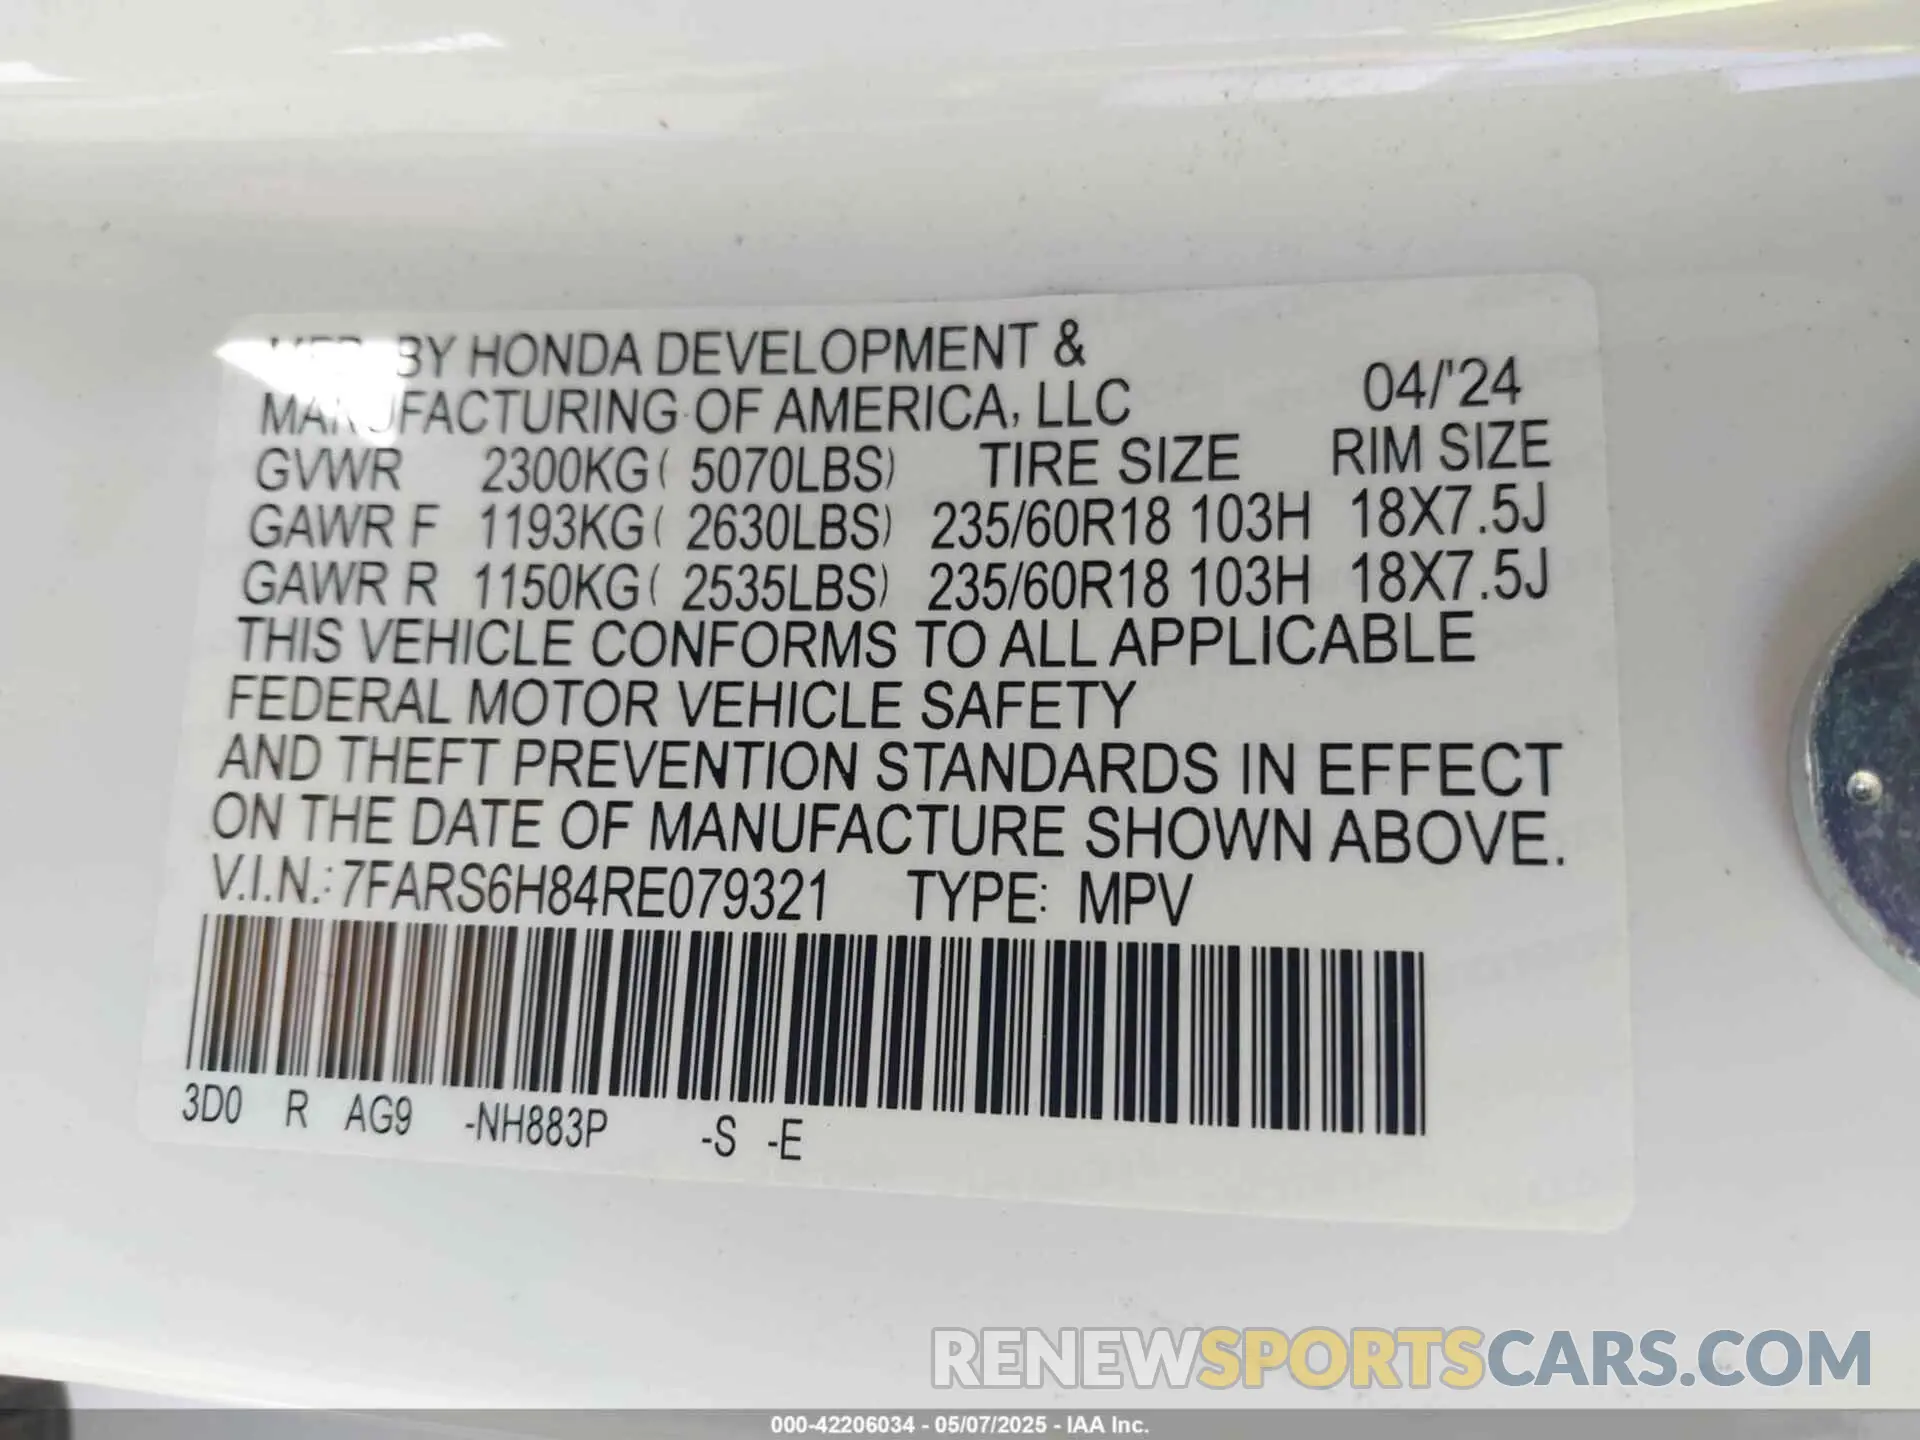 MFD. BY HONDA DEVELOPMENT &
MANUFACTURING OF AMERICA, LLC 04/'24
GVWR 2300KG( 5070LBS) TIRE SIZE RIM SIZE
GAWR F 1193KG( 2630LBS) 235/60R18 103H 18X7.5J
GAWR R 1150KG( 2535LBS) 235/60R18 103H 18X7.5J
THIS VEHICLE CONFORMS TO ALL APPLICABLE
FEDERAL MOTOR VEHICLE SAFETY
AND THEFT PREVENTION STANDARDS IN EFFECT
ON THE DATE OF MANUFACTURE SHOWN ABOVE.
V.I.N.: 7FARS6H84RE079321 TYPE: MPV
3D0 R AG9 -NH883P -S -E
RENEWSPORTSCARS.COM
000-42206034 - 05/07/2025 - IAA Inc.